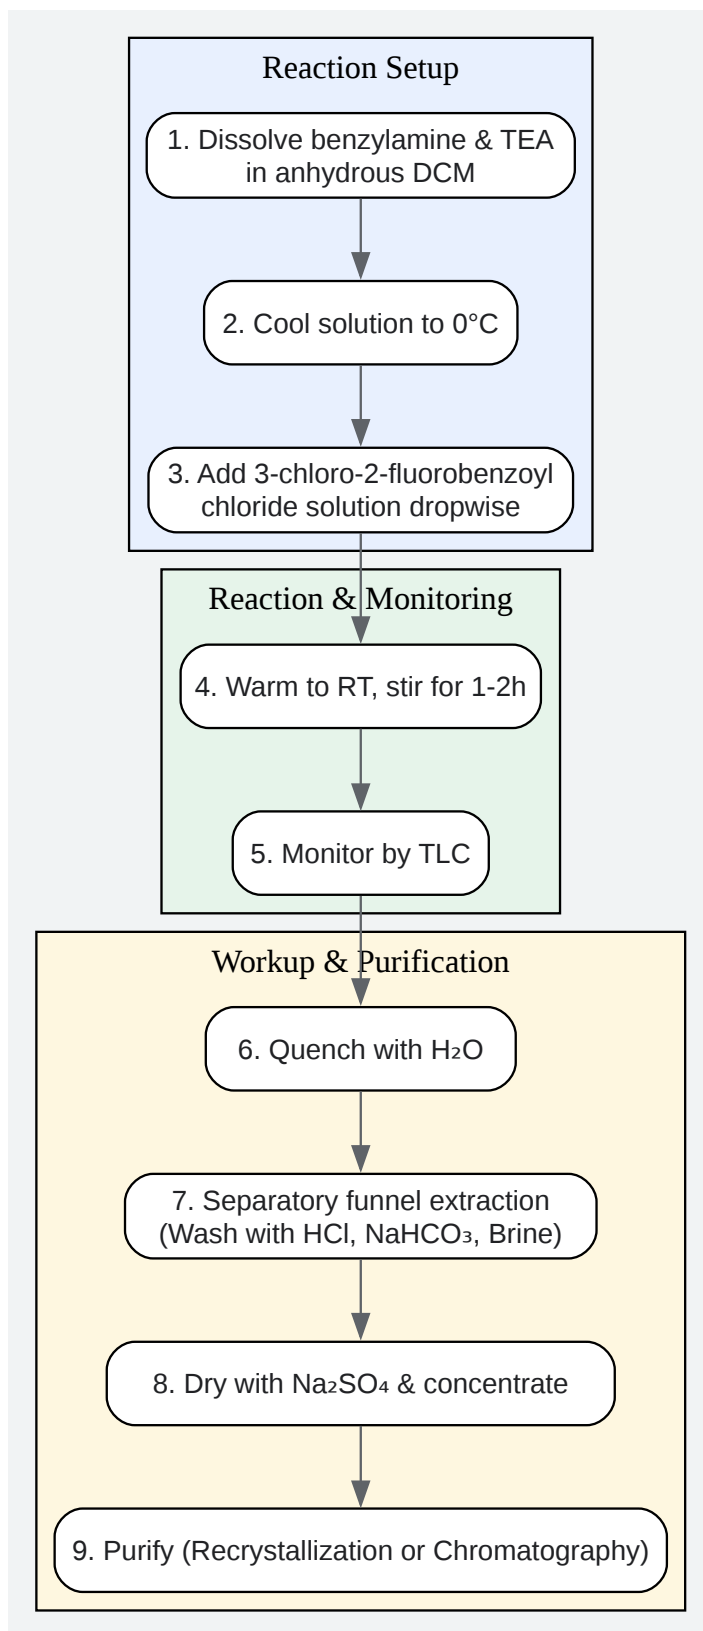 Reaction Setup
1. Dissolve benzylamine & TEA
in anhydrous DCM
2. Cool solution to 0°C
3. Add 3-chloro-2-fluorobenzoyl
chloride solution dropwise
Reaction & Monitoring
4. Warm to RT, stir for 1-2h
5. Monitor by TLC
Workup & Purification
6. Quench with H₂O
7. Separatory funnel extraction
(Wash with HCl, NaHCO₃, Brine)
8. Dry with Na₂SO₄ & concentrate
9. Purify (Recrystallization or Chromatography)